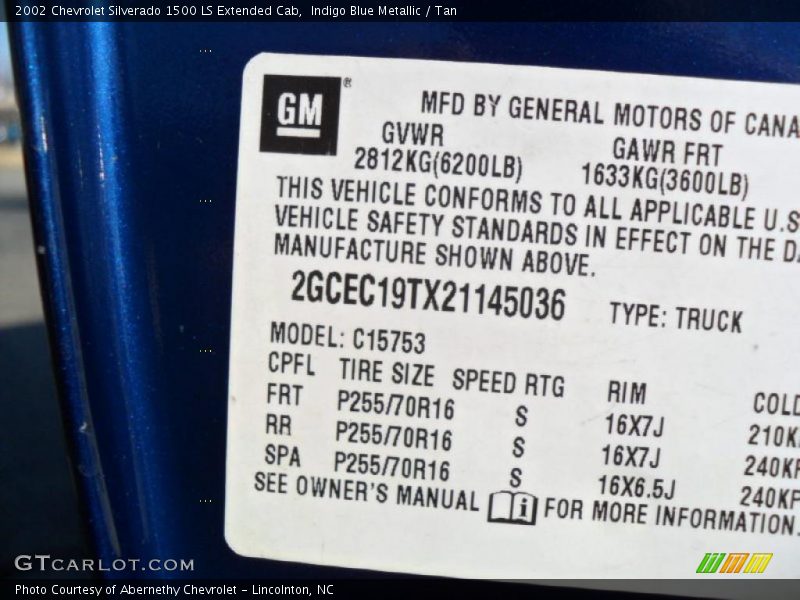 2002 Chevrolet Silverado 1500 LS Extended Cab,  Indigo Blue Metallic / Tan
GM ®
MFD BY GENERAL MOTORS OF CANA
GVWR GAWR FRT
2812KG(6200LB) 1633KG(3600LB)
THIS VEHICLE CONFORMS TO ALL APPLICABLE U.S
VEHICLE SAFETY STANDARDS IN EFFECT ON THE DA
MANUFACTURE SHOWN ABOVE.
2GCEC19TX21145036 TYPE: TRUCK
MODEL: C15753
CPFL TIRE SIZE SPEED RTG RIM COLD
FRT P255/70R16 S 16X7J 210K
RR P255/70R16 S 16X7J 240KP
SPA P255/70R16 S 16X6.5J 240KP
SEE OWNER'S MANUAL i FOR MORE INFORMATION.
GTCARLOT.COM
Photo Courtesy of Abernethy Chevrolet – Lincolnton, NC